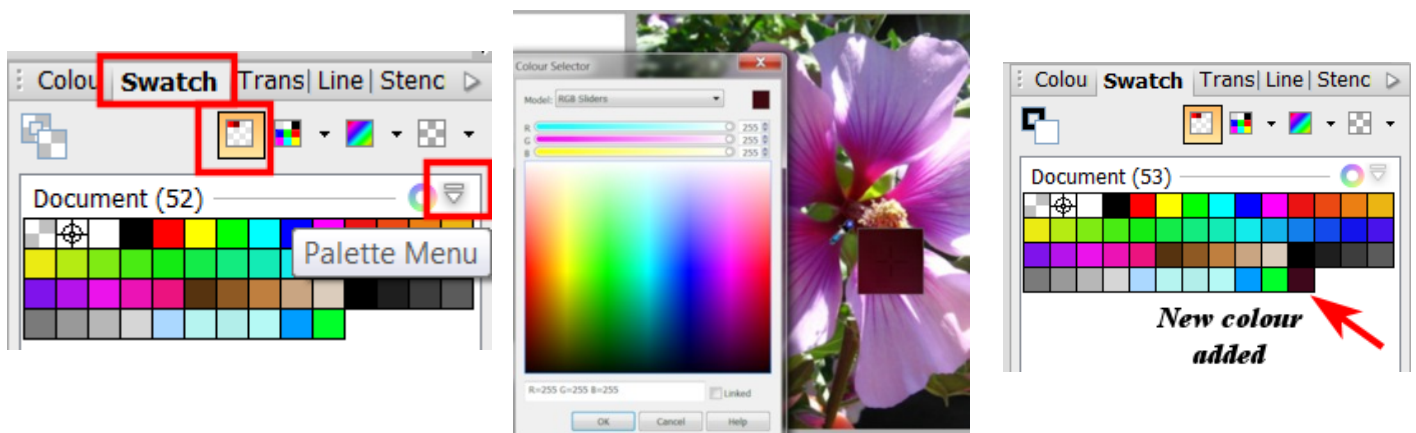 Colou Swatch Trans| Line| Stenc
Document (52)
Palette Menu
Colour Selector
Model: RGB Sliders
R 255
G 255
B 255
R=255 G=255 B=255
Linked
OK Cancel Help
Colou Swatch Trans| Line| Stenc
Document (53)
New colour
added